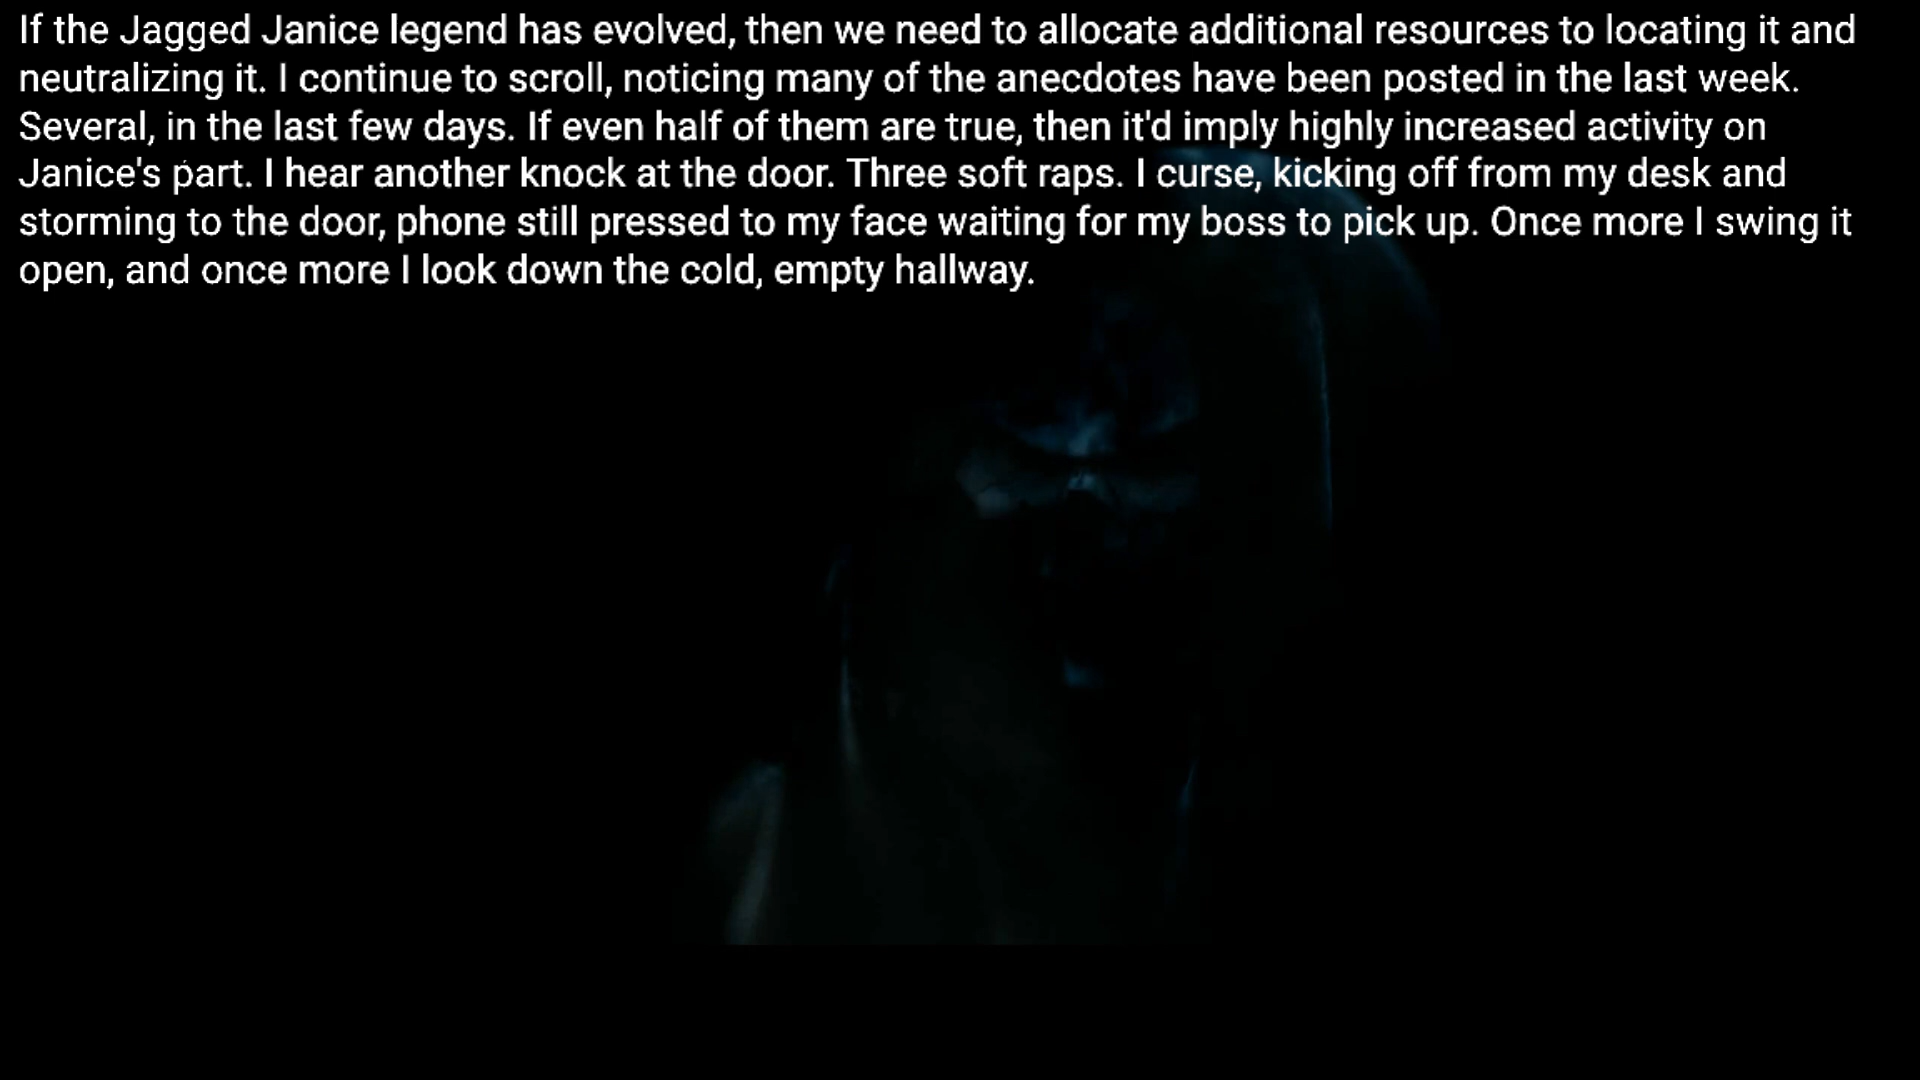 If the Jagged Janice legend has evolved, then we need to allocate additional resources to locating it and
neutralizing it. I continue to scroll, noticing many of the anecdotes have been posted in the last week.
Several, in the last few days. If even half of them are true, then it'd imply highly increased activity on
Janice's part. I hear another knock at the door. Three soft raps. I curse, kicking off from my desk and
storming to the door, phone still pressed to my face waiting for my boss to pick up. Once more I swing it
open, and once more I look down the cold, empty hallway.